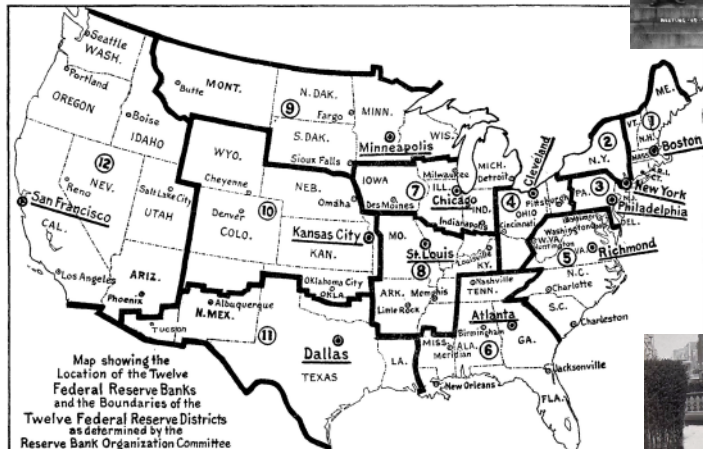 Seattle
WASH.
Portland
OREGON
Boise
IDAHO
MONT.
Butte
N. DAK.
Fargo
9
S. DAK.
Sioux Falls
MINN.
Minneapolis
WIS.
WYO.
Cheyenne
NEB.
Omaha
10
Denver
COLO.
Kansas City
KAN.
12
NEV.
Reno
Salt Lake City
UTAH
San Francisco
CAL.
Los Angeles
ARIZ.
Phoenix
Tucson
Albuquerque
N. MEX.
11
Oklahoma City
OKLA.
Dallas
TEXAS
LA.
IOWA
Des Moines
7
Milwaukee
ILL.
Chicago
MICH.
Detroit
IND.
Indianapolis
MO.
St. Louis
8
ARK.
Memphis
Little Rock
Louisville
KY.
Nashville
TENN.
Cleveland
4
Pittsburgh
OHIO
Cincinnati
ME.
VT.
1
N.H.
Boston
MASS.
R.I.
2
N.Y.
New York
PA.
3
Philadelphia
N.J.
DEL.
Baltimore
Washington
W.VA.
Huntington
5
VA.
Richmond
N.C.
Charlotte
S.C.
Charleston
Atlanta
Birmingham
MISS.
ALA.
Meridian
6
GA.
New Orleans
Jacksonville
FLA.
Map showing the
Location of the Twelve
Federal Reserve Banks
and the Boundaries of the
Twelve Federal Reserve Districts
as determined by the
Reserve Bank Organization Committee